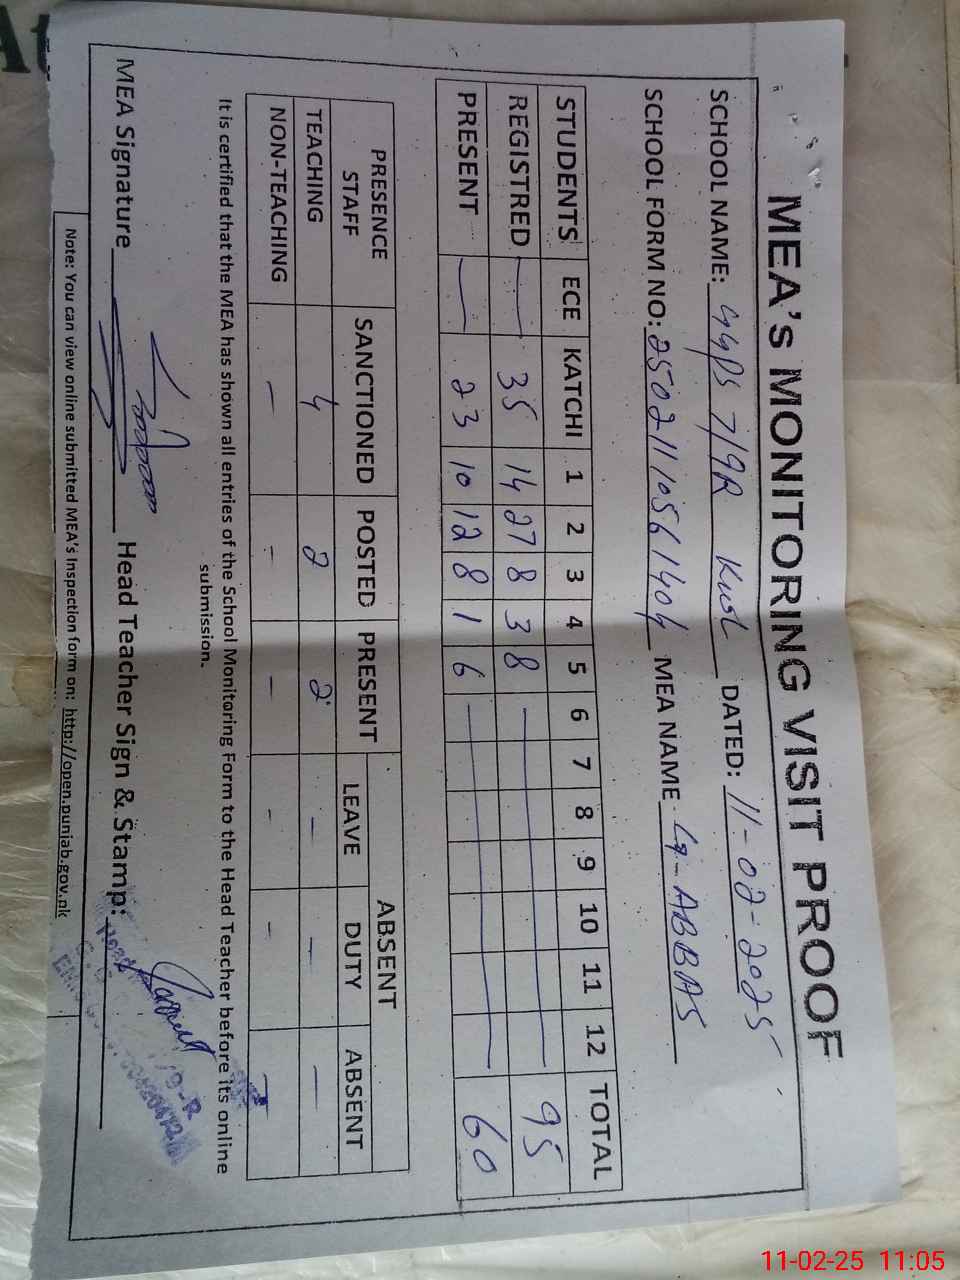 MEA's MONITORING VISIT PROOF
SCHOOL NAME: GGPS 7/9R Kwl DATED: 11-02-2025
SCHOOL FORM NO: 25021110561404 MEA NAME G-ABBAS
STUDENTS ECE KATCHI 1 2 3 4 5 6 7 8 9 10 11 12 TOTAL
REGISTRED — 35 14 27 8 3 8 — 95
PRESENT — 23 10 12 8 1 6 — 60
PRESENCE STAFF SANCTIONED POSTED PRESENT ABSENT
LEAVE DUTY ABSENT
TEACHING 4 2 2 - - -
NON-TEACHING - - - - - -
It is certified that the MEA has shown all entries of the School Monitoring Form to the Head Teacher before its online
submission.
MEA Signature Head Teacher Sign & Stamp:
Note: You can view online submitted MEA's Inspection form on: http://open.punjab.gov.pk
11-02-25 11:05